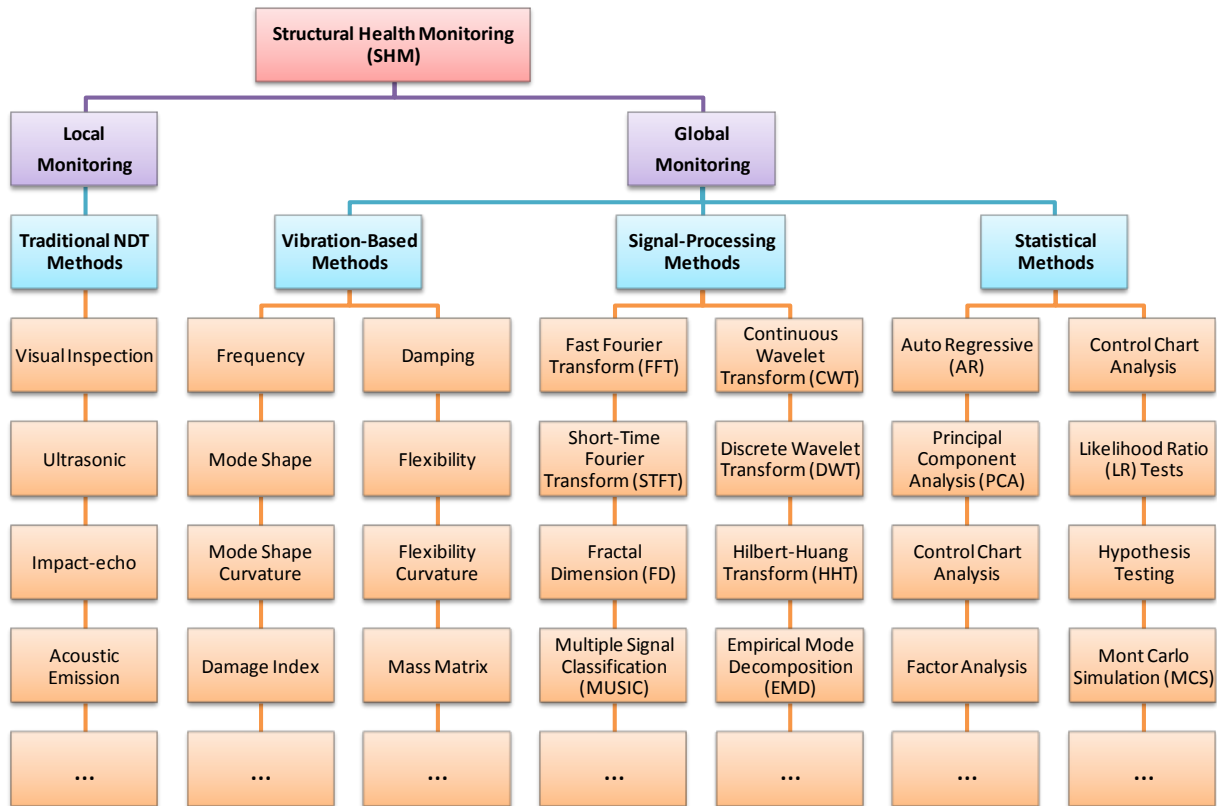 Structural Health Monitoring
(SHM)
Local
Monitoring
Global
Monitoring
Traditional NDT
Methods
Vibration-Based
Methods
Signal-Processing
Methods
Statistical
Methods
Visual Inspection
Frequency
Damping
Fast Fourier
Transform (FFT)
Continuous
Wavelet
Transform (CWT)
Auto Regressive
(AR)
Control Chart
Analysis
Ultrasonic
Mode Shape
Flexibility
Short-Time
Fourier
Transform (STFT)
Discrete Wavelet
Transform (DWT)
Principal
Component
Analysis (PCA)
Likelihood Ratio
(LR) Tests
Impact-echo
Mode Shape
Curvature
Flexibility
Curvature
Fractal
Dimension (FD)
Hilbert-Huang
Transform (HHT)
Control Chart
Analysis
Hypothesis
Testing
Acoustic
Emission
Damage Index
Mass Matrix
Multiple Signal
Classification
(MUSIC)
Empirical Mode
Decomposition
(EMD)
Factor Analysis
Mont Carlo
Simulation (MCS)
...
...
...
...
...
...
...